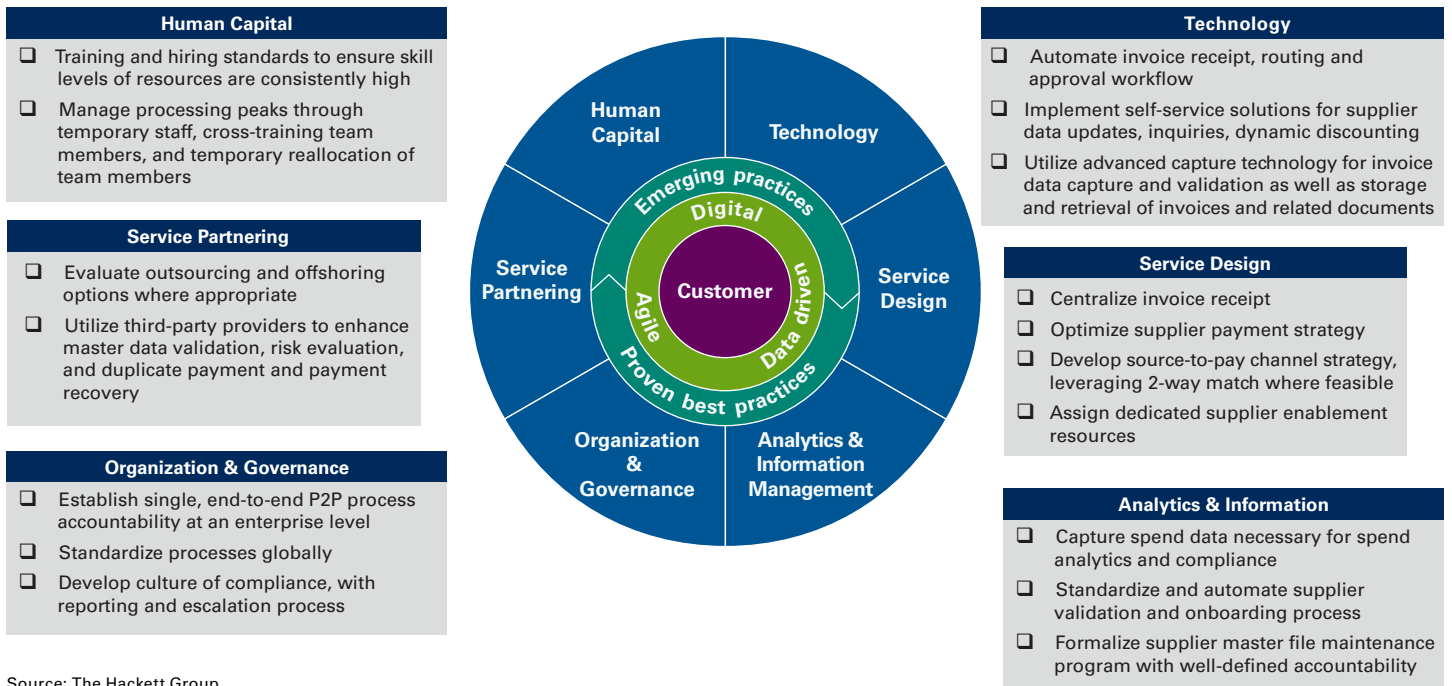 Human Capital
❑ Training and hiring standards to ensure skill
levels of resources are consistently high
❑ Manage processing peaks through
temporary staff, cross-training team
members, and temporary reallocation of
team members
Service Partnering
❑ Evaluate outsourcing and offshoring
options where appropriate
❑ Utilize third-party providers to enhance
master data validation, risk evaluation,
and duplicate payment and payment
recovery
Organization & Governance
❑ Establish single, end-to-end P2P process
accountability at an enterprise level
❑ Standardize processes globally
❑ Develop culture of compliance, with
reporting and escalation process
Human
Capital
Technology
Service
Partnering
Service
Design
Organization
&
Governance
Analytics &
Information
Management
Emerging practices
Proven best practices
Digital
Agile
Data driven
Customer
Technology
❑ Automate invoice receipt, routing and
approval workflow
❑ Implement self-service solutions for supplier
data updates, inquiries, dynamic discounting
❑ Utilize advanced capture technology for invoice
data capture and validation as well as storage
and retrieval of invoices and related documents
Service Design
❑ Centralize invoice receipt
❑ Optimize supplier payment strategy
❑ Develop source-to-pay channel strategy,
leveraging 2-way match where feasible
❑ Assign dedicated supplier enablement
resources
Analytics & Information
❑ Capture spend data necessary for spend
analytics and compliance
❑ Standardize and automate supplier
validation and onboarding process
❑ Formalize supplier master file maintenance
program with well-defined accountability
Source: The Hackett Group